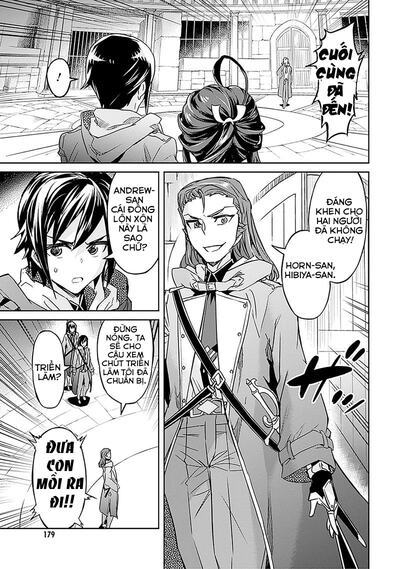 CUỐI
CÙNG
ĐÃ
ĐẾN!
!
ĐÁNG
KHEN CHO
HAI NGƯỜI
ĐÃ KHÔNG
CHẠY!
HORN-SAN,
HIBIYA-SAN.
ANDREW-
SAN
CÁI ĐỐNG
LỘN XỘN
NÀY LÀ
SAO
CHỨ?
ĐỪNG
NÓNG. TA
SẼ CHO
CẬU XEM
CHÚT TRIỂN
LÃM TÔI ĐÃ
CHUẨN BỊ.
TRIỂN
LÃM?
ĐƯA
CON
MỒI RA
ĐI!!
179